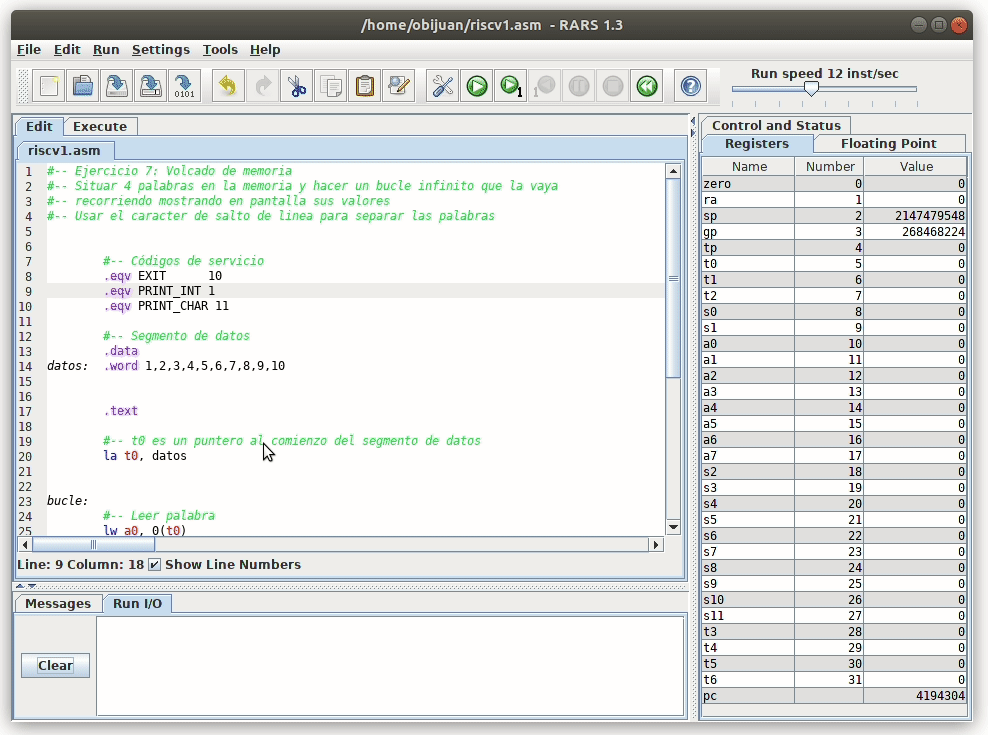 /home/obijuan/riscv1.asm - RARS 1.3
File Edit Run Settings Tools Help
0101
1
1
Run speed 12 inst/sec
Edit Execute
riscv1.asm
1 #-- Ejercicio 7: Volcado de memoria
2 #-- Situar 4 palabras en la memoria y hacer un bucle infinito que la vaya
3 #-- recorriendo mostrando en pantalla sus valores
4 #-- Usar el caracter de salto de linea para separar las palabras
5
6
7 #-- Códigos de servicio
8 .eqv EXIT 10
9 .eqv PRINT_INT 1
10 .eqv PRINT_CHAR 11
11
12 #-- Segmento de datos
13 .data
14 datos: .word 1,2,3,4,5,6,7,8,9,10
15
16
17 .text
18
19 #-- t0 es un puntero al comienzo del segmento de datos
20 la t0, datos
21
22
23 bucle:
24 #-- Leer palabra
25 lw a0, 0(t0)
Line: 9 Column: 18 Show Line Numbers
Messages Run I/O
Clear
Control and Status
Registers Floating Point
Name Number Value
zero 0 0
ra 1 0
sp 2 2147479548
gp 3 268468224
tp 4 0
t0 5 0
t1 6 0
t2 7 0
s0 8 0
s1 9 0
a0 10 0
a1 11 0
a2 12 0
a3 13 0
a4 14 0
a5 15 0
a6 16 0
a7 17 0
s2 18 0
s3 19 0
s4 20 0
s5 21 0
s6 22 0
s7 23 0
s8 24 0
s9 25 0
s10 26 0
s11 27 0
t3 28 0
t4 29 0
t5 30 0
t6 31 0
pc 4194304